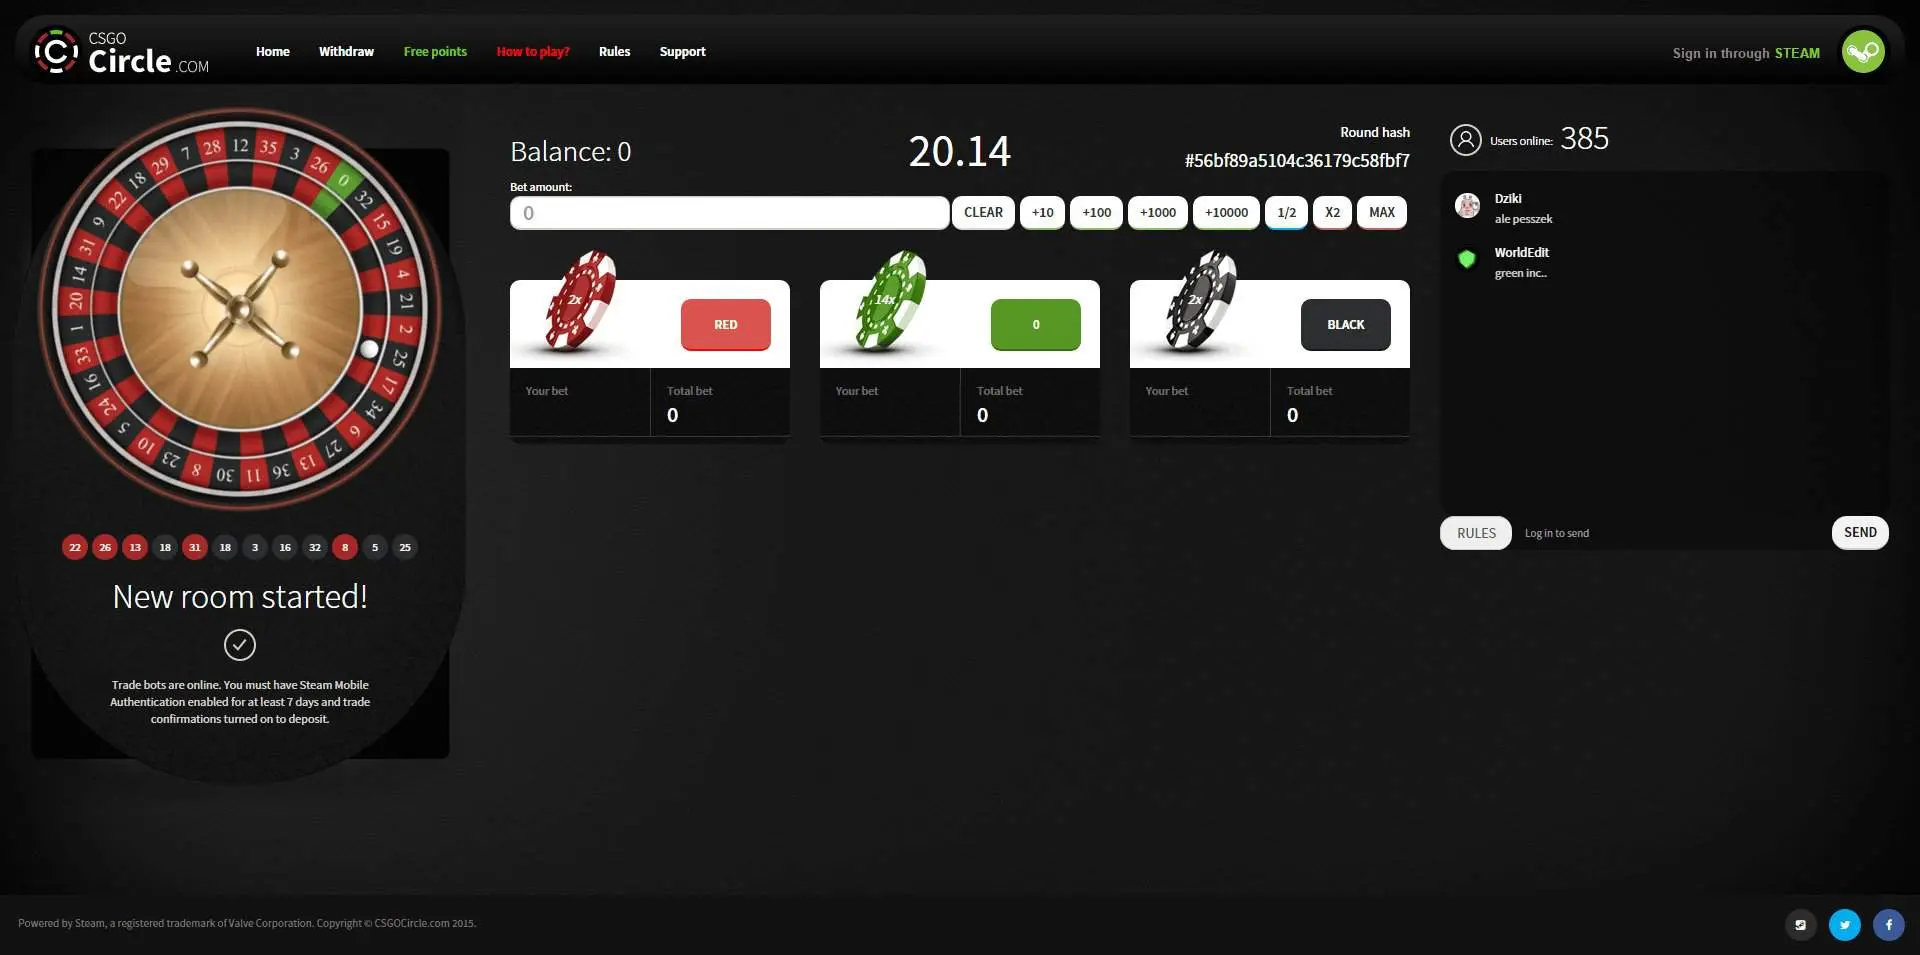 CSGO
Circle.COM
Home Withdraw Free points How to play? Rules Support
Sign in through STEAM
Balance: 0
20.14
Round hash
#56bf89a5104c36179c58fbf7
Users online: 385
Bet amount:
0
CLEAR +10 +100 +1000 +10000 1/2 X2 MAX
2x RED
14x 0
2x BLACK
Your bet Total bet
0
Your bet Total bet
0
Your bet Total bet
0
Dziki
ale pesszek
WorldEdit
green inc..
RULES Log in to send SEND
0 32 15 19 4 21 2 25 17 34 6 27 13 36 11 30 8 23 10 5 24 16 33 1 20 14 31 9 22 18 29 7 28 12 35 3 26
22 26 13 18 31 18 3 16 32 8 5 25
New room started!
Trade bots are online. You must have Steam Mobile
Authentication enabled for at least 7 days and trade
confirmations turned on to deposit.
Powered by Steam, a registered trademark of Valve Corporation. Copyright © CSGOCircle.com 2015.